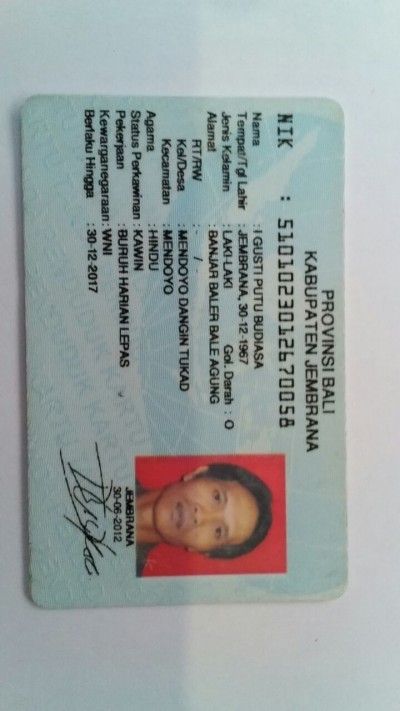 PROVINSI BALI
KABUPATEN JEMBRANA
NIK : 5101023012670058
Nama : I GUSTI PUTU BUDIASA
Tempat/Tgl Lahir : JEMBRANA, 30-12-1967
Jenis Kelamin : LAKI-LAKI Gol. Darah : O
Alamat : BANJAR BALER BALE AGUNG
RT/RW : - / -
Kel/Desa : MENDOYO DANGIN TUKAD
Kecamatan : MENDOYO
Agama : HINDU
Status Perkawinan : KAWIN
Pekerjaan : BURUH HARIAN LEPAS
Kewarganegaraan : WNI
Berlaku Hingga : 30-12-2017
JEMBRANA
30-06-2012